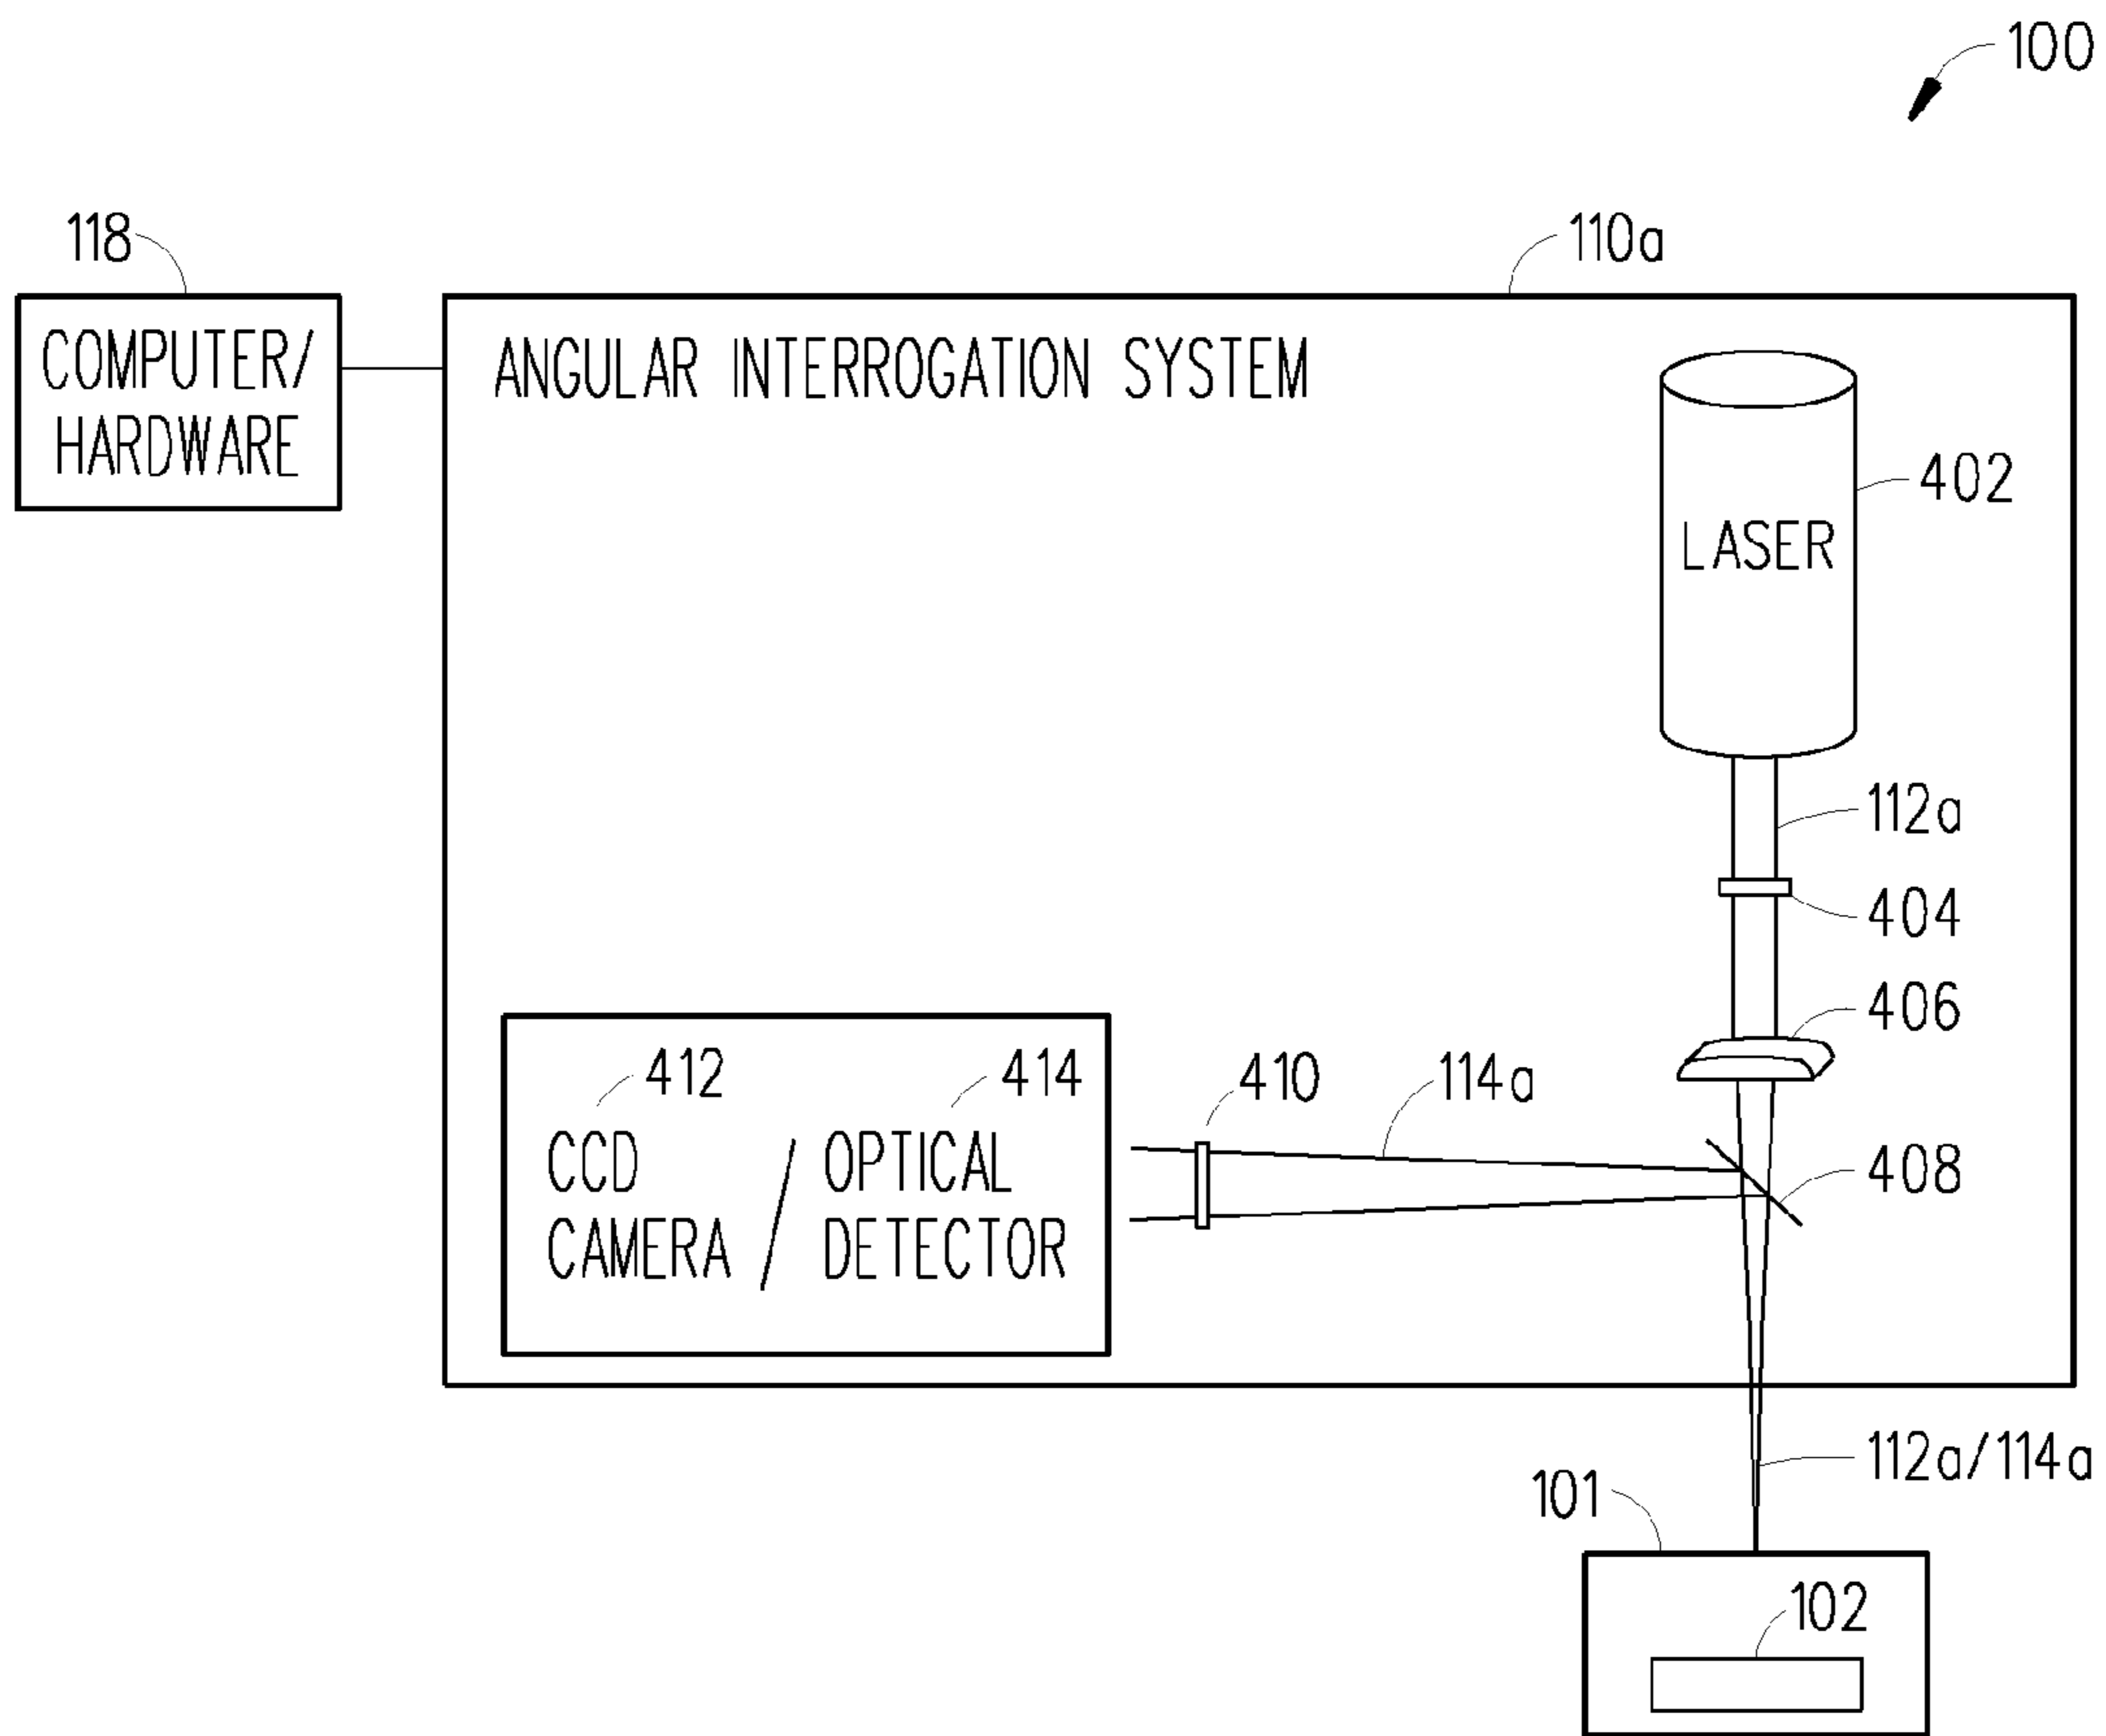 100
118
110a
COMPUTER/
HARDWARE
ANGULAR INTERROGATION SYSTEM
402
LASER
112a
404
406
412
414
410
114a
CCD
CAMERA
/
OPTICAL
DETECTOR
408
112a/114a
101
102